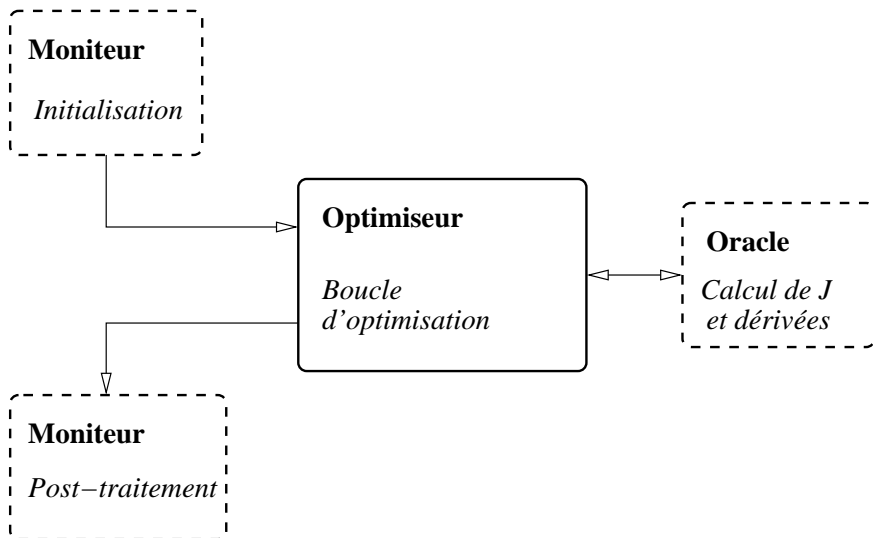 Moniteur
Initialisation
Optimiseur
Boucle
d'optimisation
Oracle
Calcul de J
et dérivées
Moniteur
Post−traitement